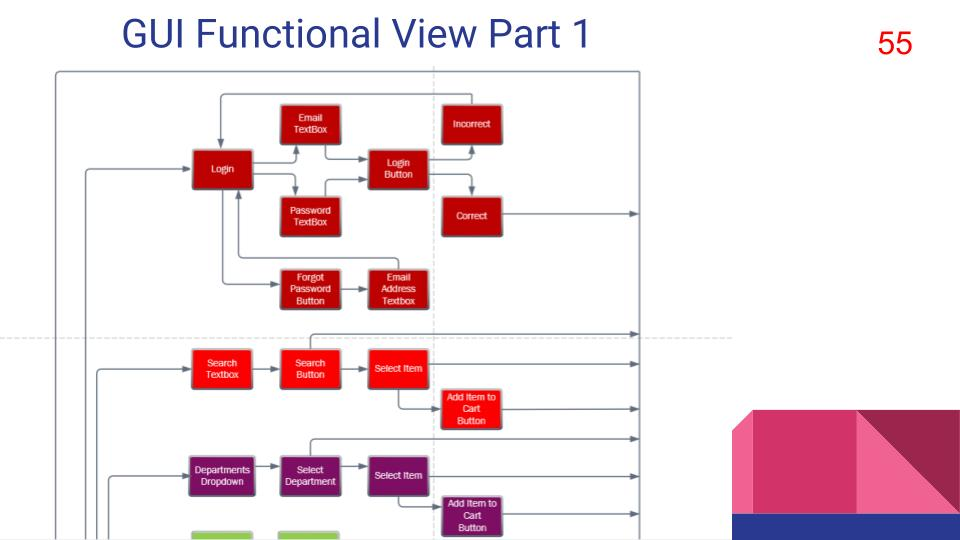 GUI Functional View Part 1
55
Email
TextBox
Incorrect
Login
Login
Button
Password
TextBox
Correct
Forgot
Password
Button
Email
Address
Textbox
Search
Textbox
Search
Button
Select Item
Add Item to
Cart
Button
Departments
Dropdown
Select
Department
Select Item
Add Item to
Cart
Button